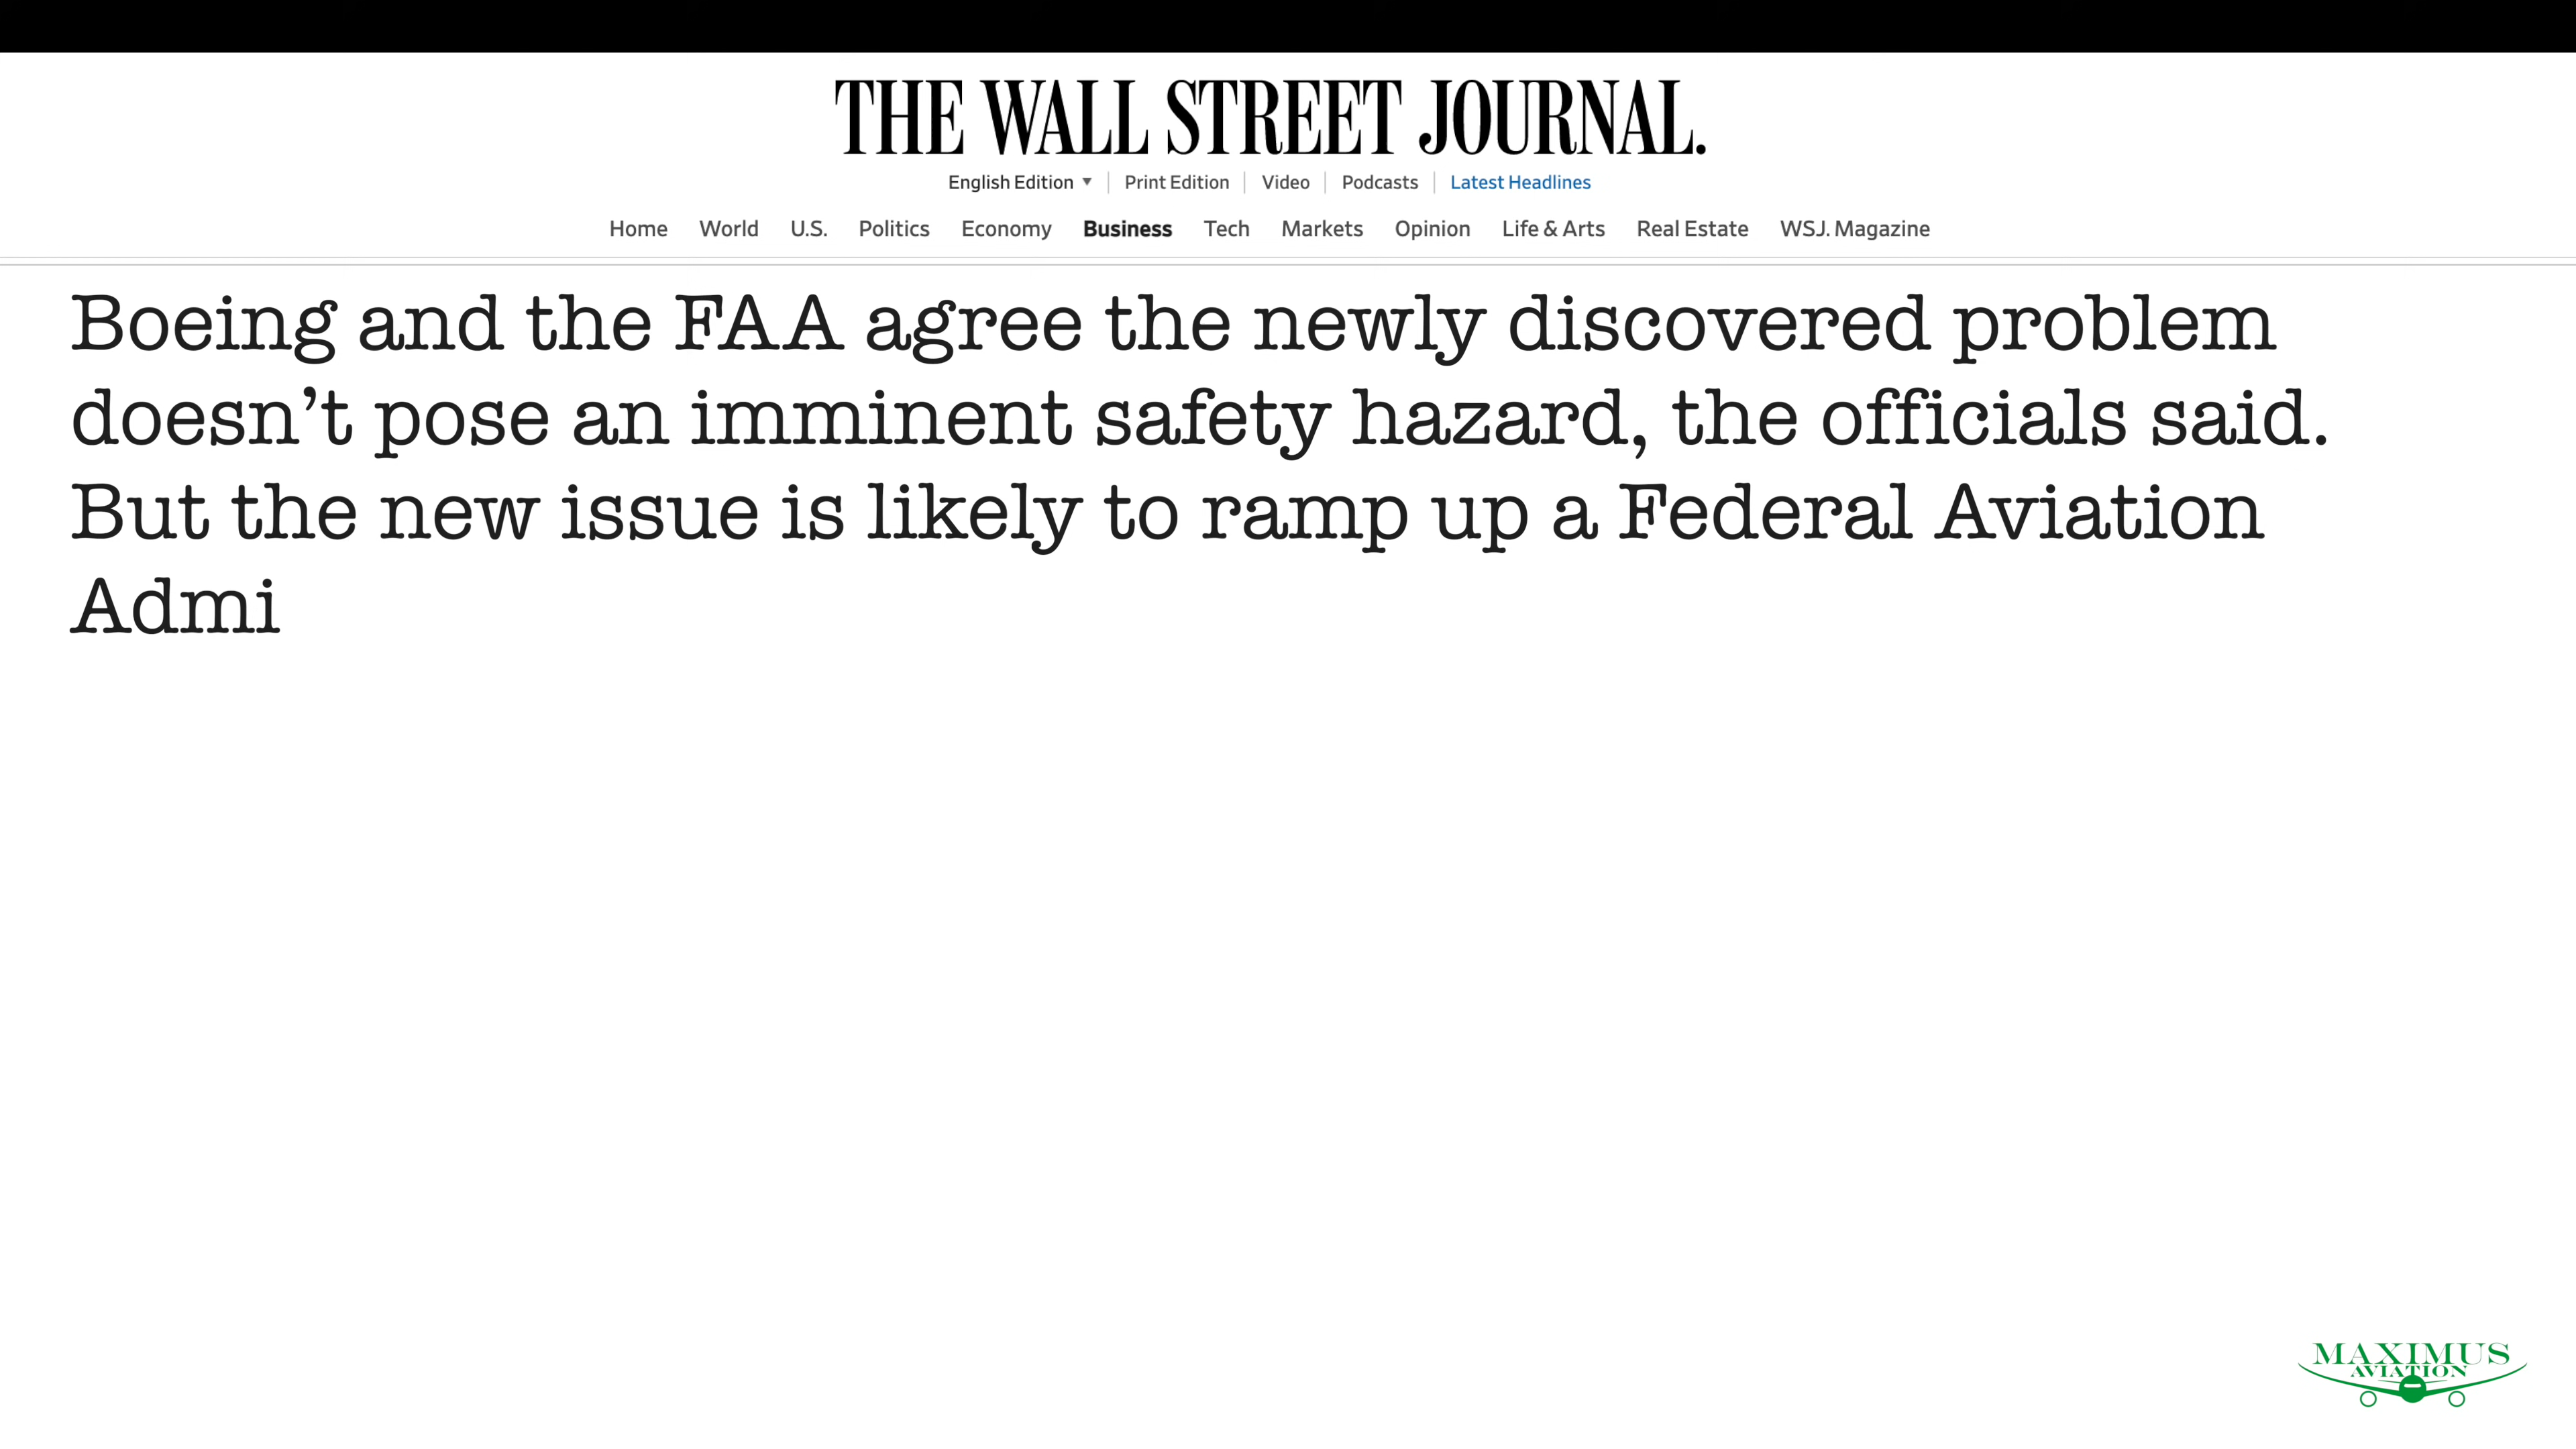 THE WALL STREET JOURNAL.
English Edition Print Edition Video Podcasts Latest Headlines
Home World U.S. Politics Economy Business Tech Markets Opinion Life & Arts Real Estate WSJ. Magazine
Boeing and the FAA agree the newly discovered problem
doesn’t pose an imminent safety hazard, the officials said.
But the new issue is likely to ramp up a Federal Aviation
Admi
MAXIMUS
AVIATION